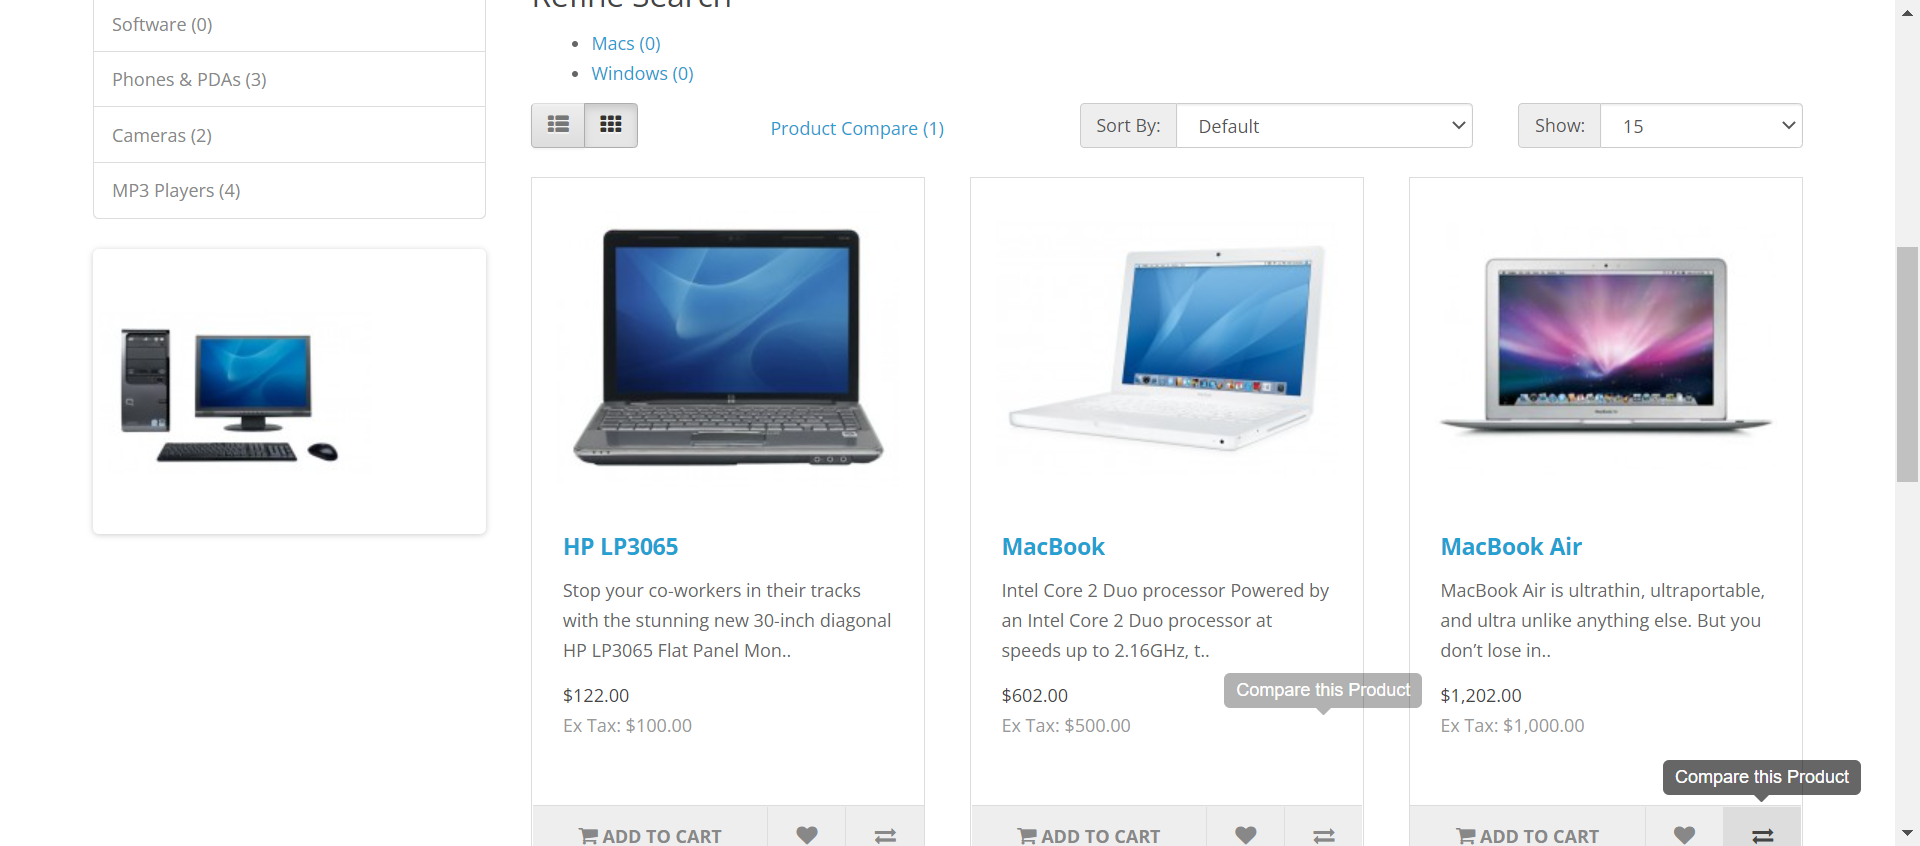 Software (0)
Phones & PDAs (3)
Cameras (2)
MP3 Players (4)
Refine Search
Macs (0)
Windows (0)
Product Compare (1)
Sort By:
Default
Show:
15
HP LP3065
Stop your co-workers in their tracks
with the stunning new 30-inch diagonal
HP LP3065 Flat Panel Mon..
$122.00
Ex Tax: $100.00
ADD TO CART
MacBook
Intel Core 2 Duo processor Powered by
an Intel Core 2 Duo processor at
speeds up to 2.16GHz, t..
Compare this Product
$602.00
Ex Tax: $500.00
ADD TO CART
MacBook Air
MacBook Air is ultrathin, ultraportable,
and ultra unlike anything else. But you
don’t lose in..
$1,202.00
Ex Tax: $1,000.00
Compare this Product
ADD TO CART